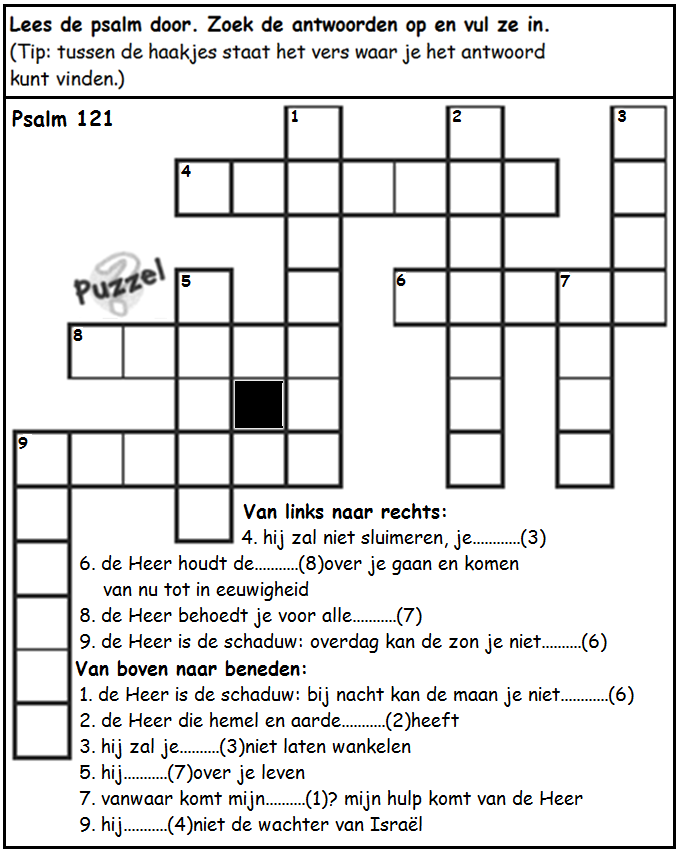 Lees de psalm door. Zoek de antwoorden op en vul ze in.
(Tip: tussen de haakjes staat het vers waar je het antwoord
kunt vinden.)
Psalm 121
1
2
3
4
Puzzel
5
6
7
8
9
Van links naar rechts:
4. hij zal niet sluimeren, je............(3)
6. de Heer houdt de...........(8)over je gaan en komen
van nu tot in eeuwigheid
8. de Heer behoedt je voor alle...........(7)
9. de Heer is de schaduw: overdag kan de zon je niet..........(6)
Van boven naar beneden:
1. de Heer is de schaduw: bij nacht kan de maan je niet............(6)
2. de Heer die hemel en aarde...........(2)heeft
3. hij zal je..........(3)niet laten wankelen
5. hij...........(7)over je leven
7. vanwaar komt mijn..........(1)? mijn hulp komt van de Heer
9. hij...........(4)niet de wachter van Israël